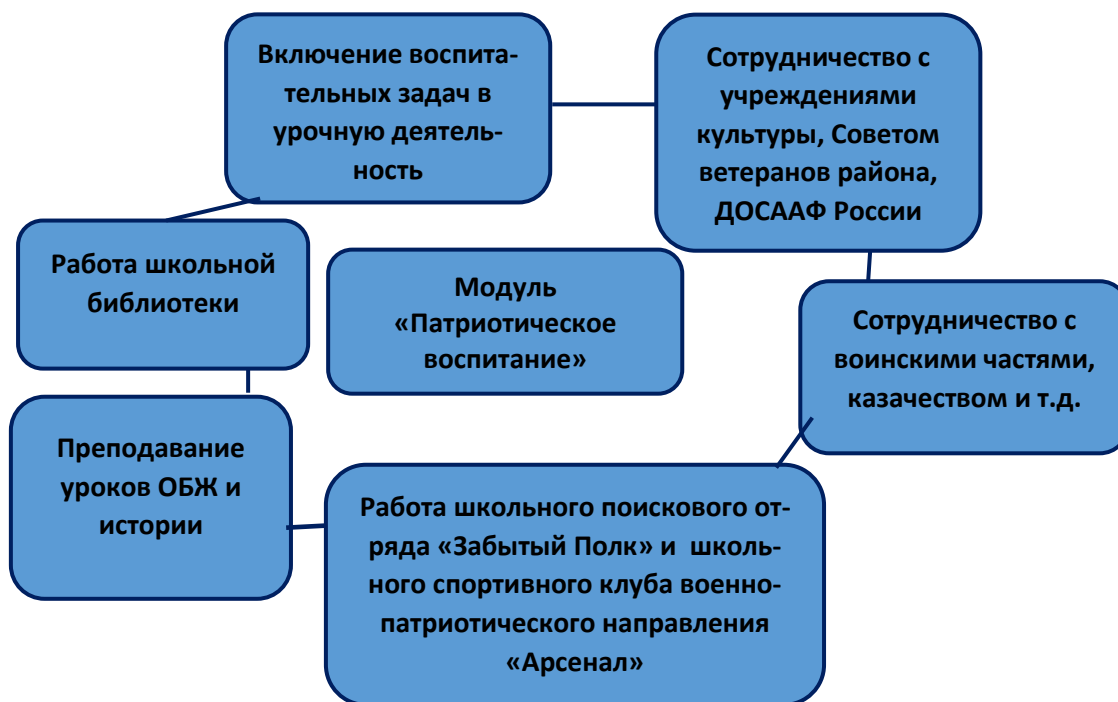 Включение воспита-
тельных задач в
урочную деятель-
ность
Сотрудничество с
учреждениями
культуры, Советом
ветеранов района,
ДОСААФ России
Работа школьной
библиотеки
Модуль
«Патриотическое
воспитание»
Сотрудничество с
воинскими частями,
казачеством и т.д.
Преподавание
уроков ОБЖ и
истории
Работа школьного поискового от-
ряда «Забытый Полк» и школь-
ного спортивного клуба военно-
патриотического направления
«Арсенал»